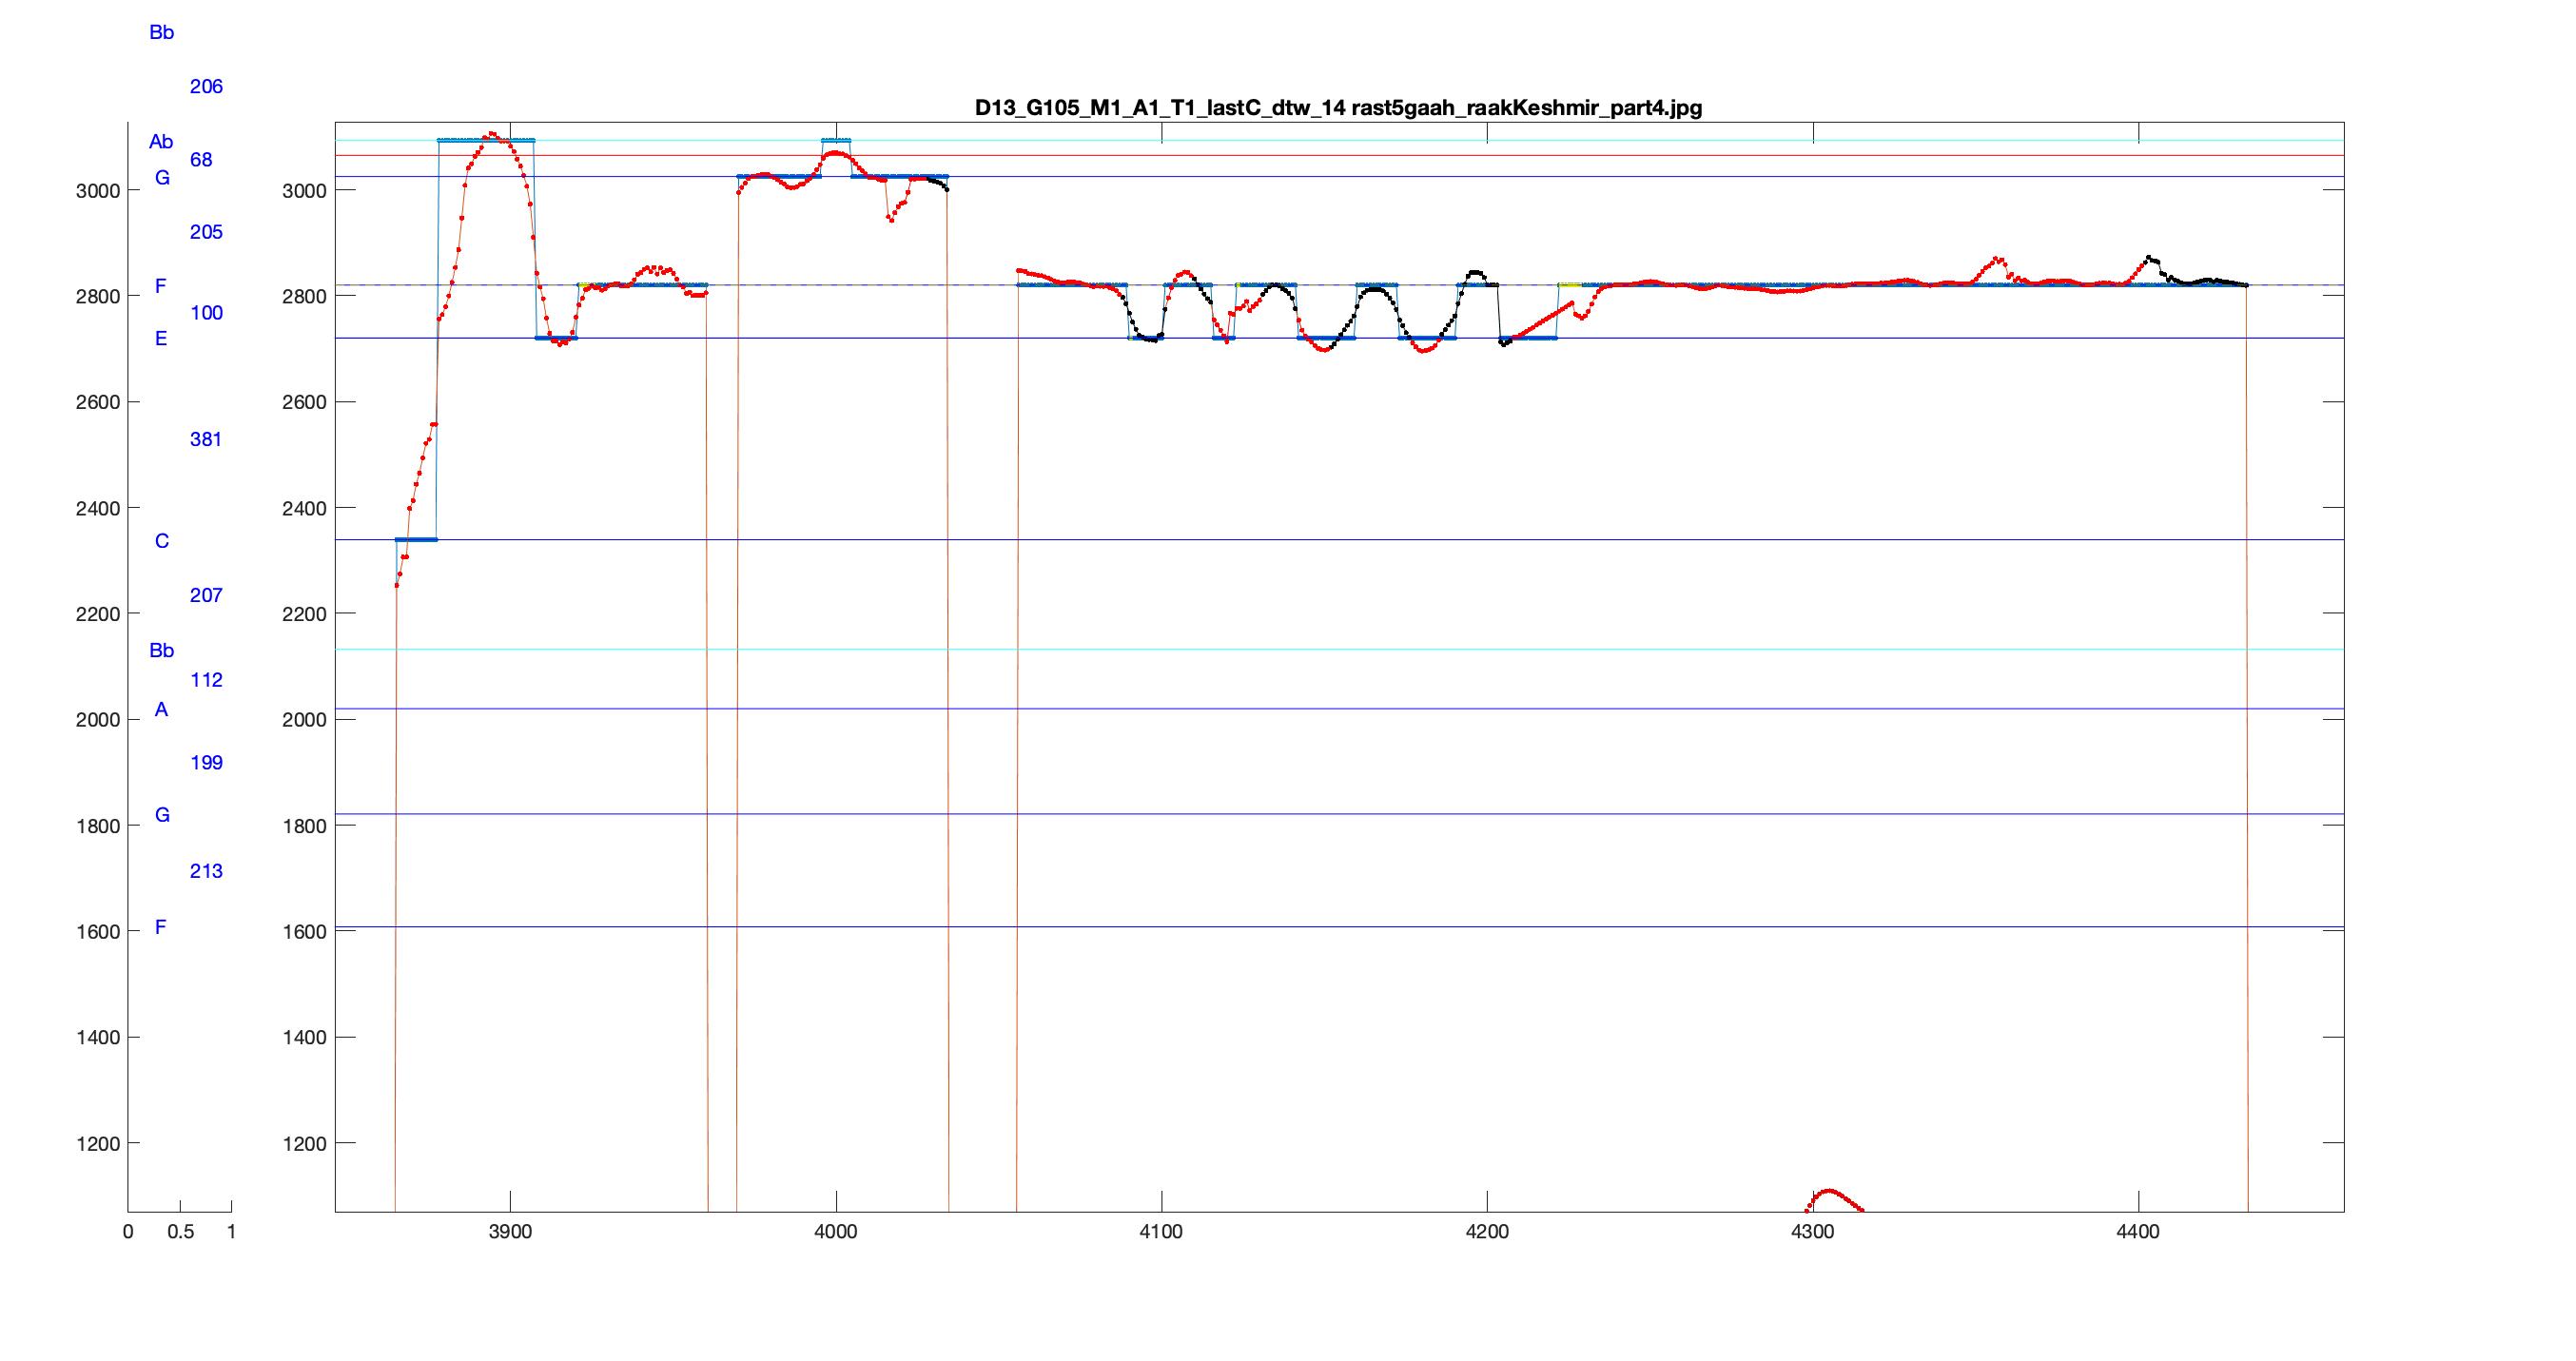 Bb
206
D13_G105_M1_A1_T1_lastC_dtw_14 rast5gaah_raakKeshmir_part4.jpg
Ab
68
3000 G 3000
205
2800 F 2800
100
E
2600 2600
381
2400 2400
C
207
2200 2200
Bb
112
2000 A 2000
199
1800 G 1800
213
1600 F 1600
1400 1400
1200 1200
0 0.5 1 3900 4000 4100 4200 4300 4400